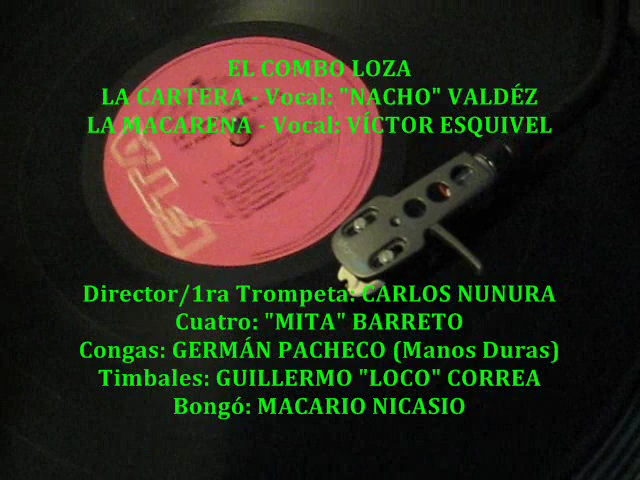 EL COMBO LOZA
LA CARTERA - Vocal: "NACHO" VALDÉZ
LA MACARENA - Vocal: VÍCTOR ESQUIVEL
Director/1ra Trompeta: CARLOS NUNURA
Cuatro: "MITA" BARRETO
Congas: GERMÁN PACHECO (Manos Duras)
Timbales: GUILLERMO "LOCO" CORREA
Bongó: MACARIO NICASIO